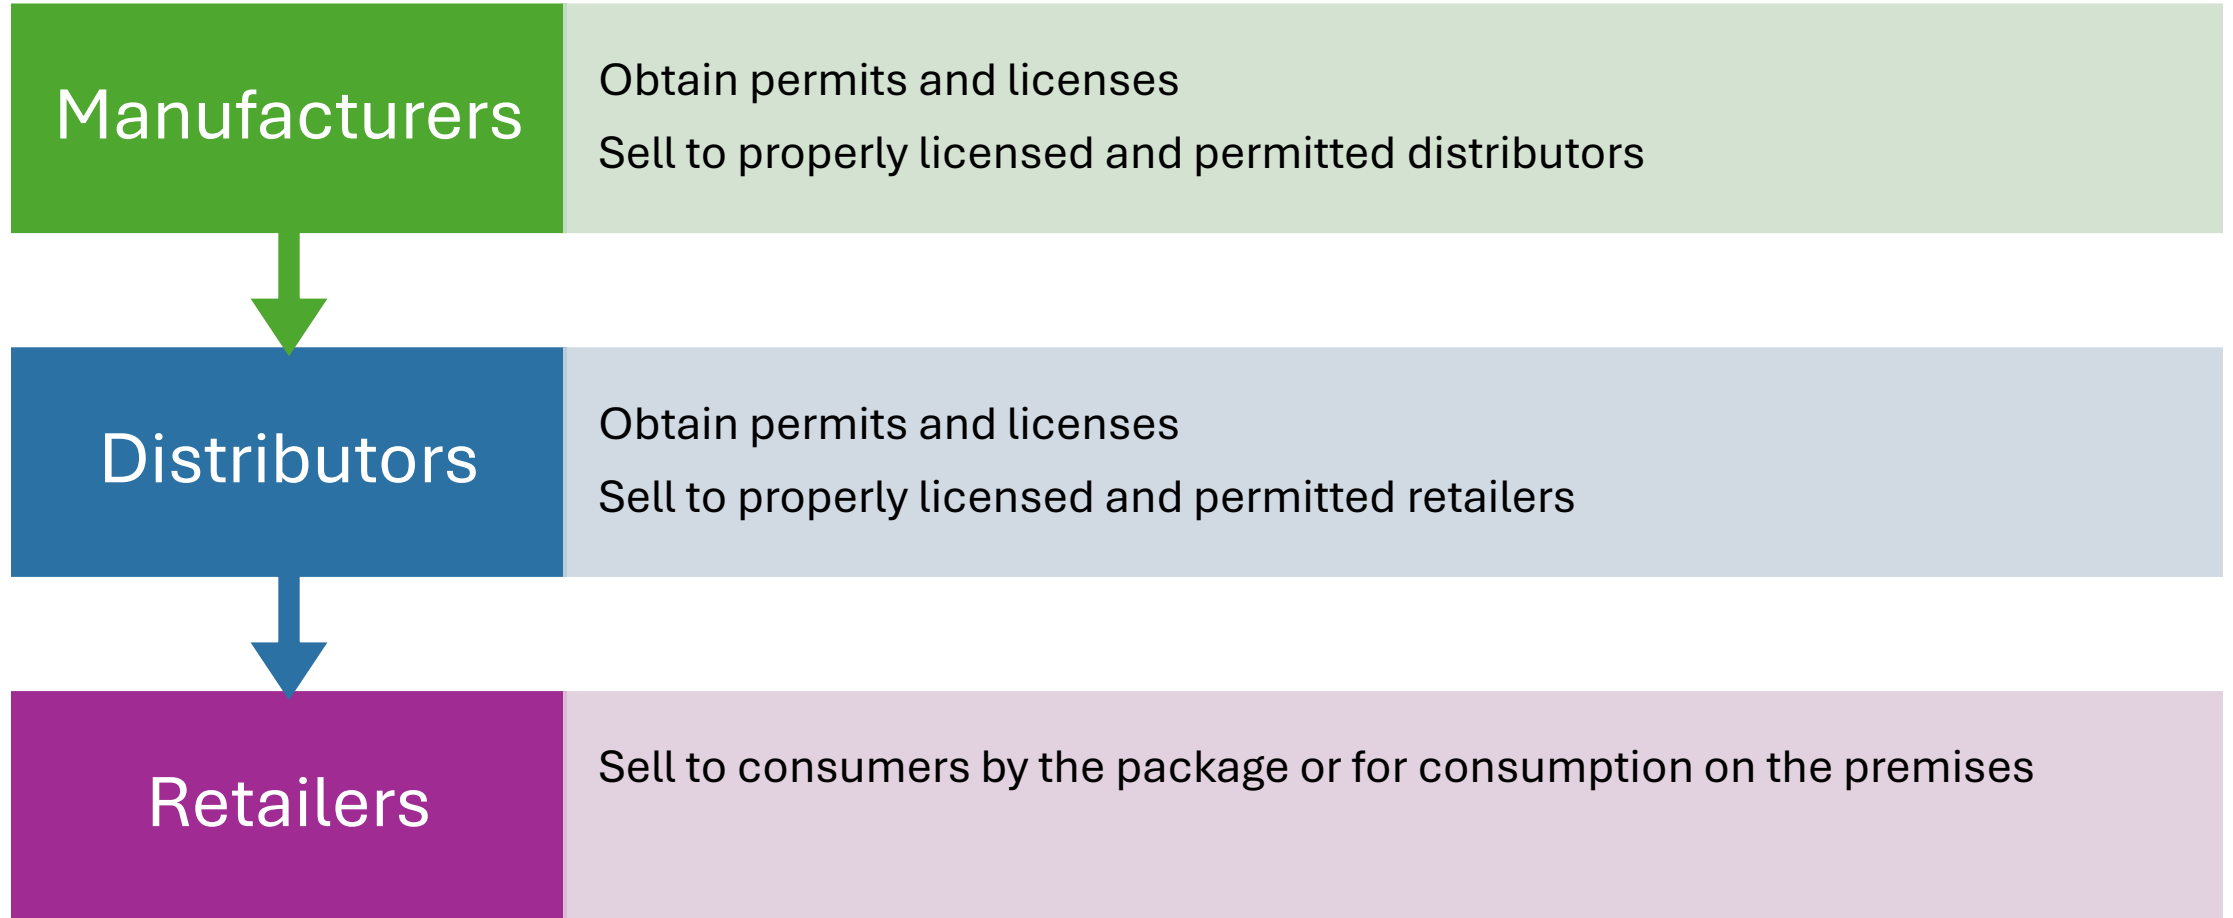 Manufacturers
Obtain permits and licenses
Sell to properly licensed and permitted distributors
Distributors
Obtain permits and licenses
Sell to properly licensed and permitted retailers
Retailers
Sell to consumers by the package or for consumption on the premises